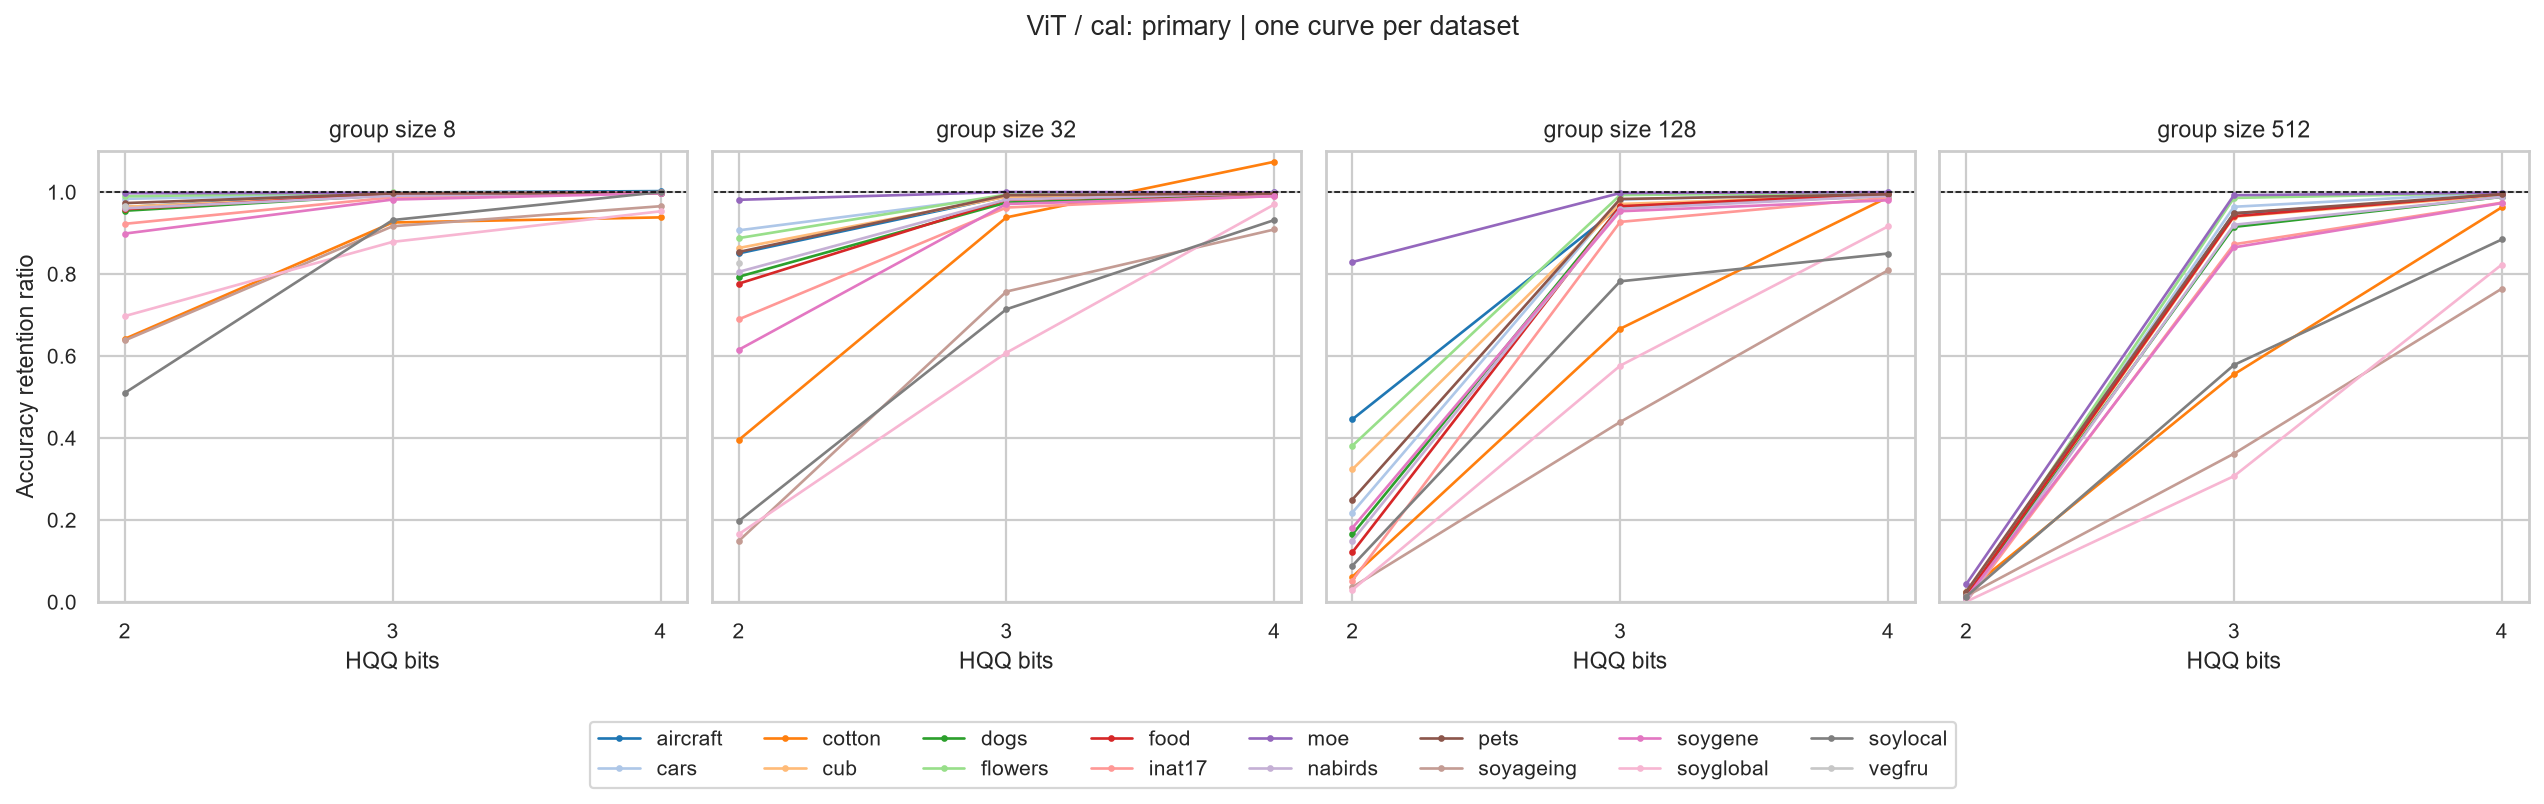 ViT / cal: primary | one curve per dataset
group size 8
group size 32
group size 128
group size 512
Accuracy retention ratio
1.0
0.8
0.6
0.4
0.2
0.0
2 3 4
2 3 4
2 3 4
2 3 4
HQQ bits
HQQ bits
HQQ bits
HQQ bits
aircraft cotton dogs food moe pets soygene soylocal
cars cub flowers inat17 nabirds soyageing soyglobal vegfru